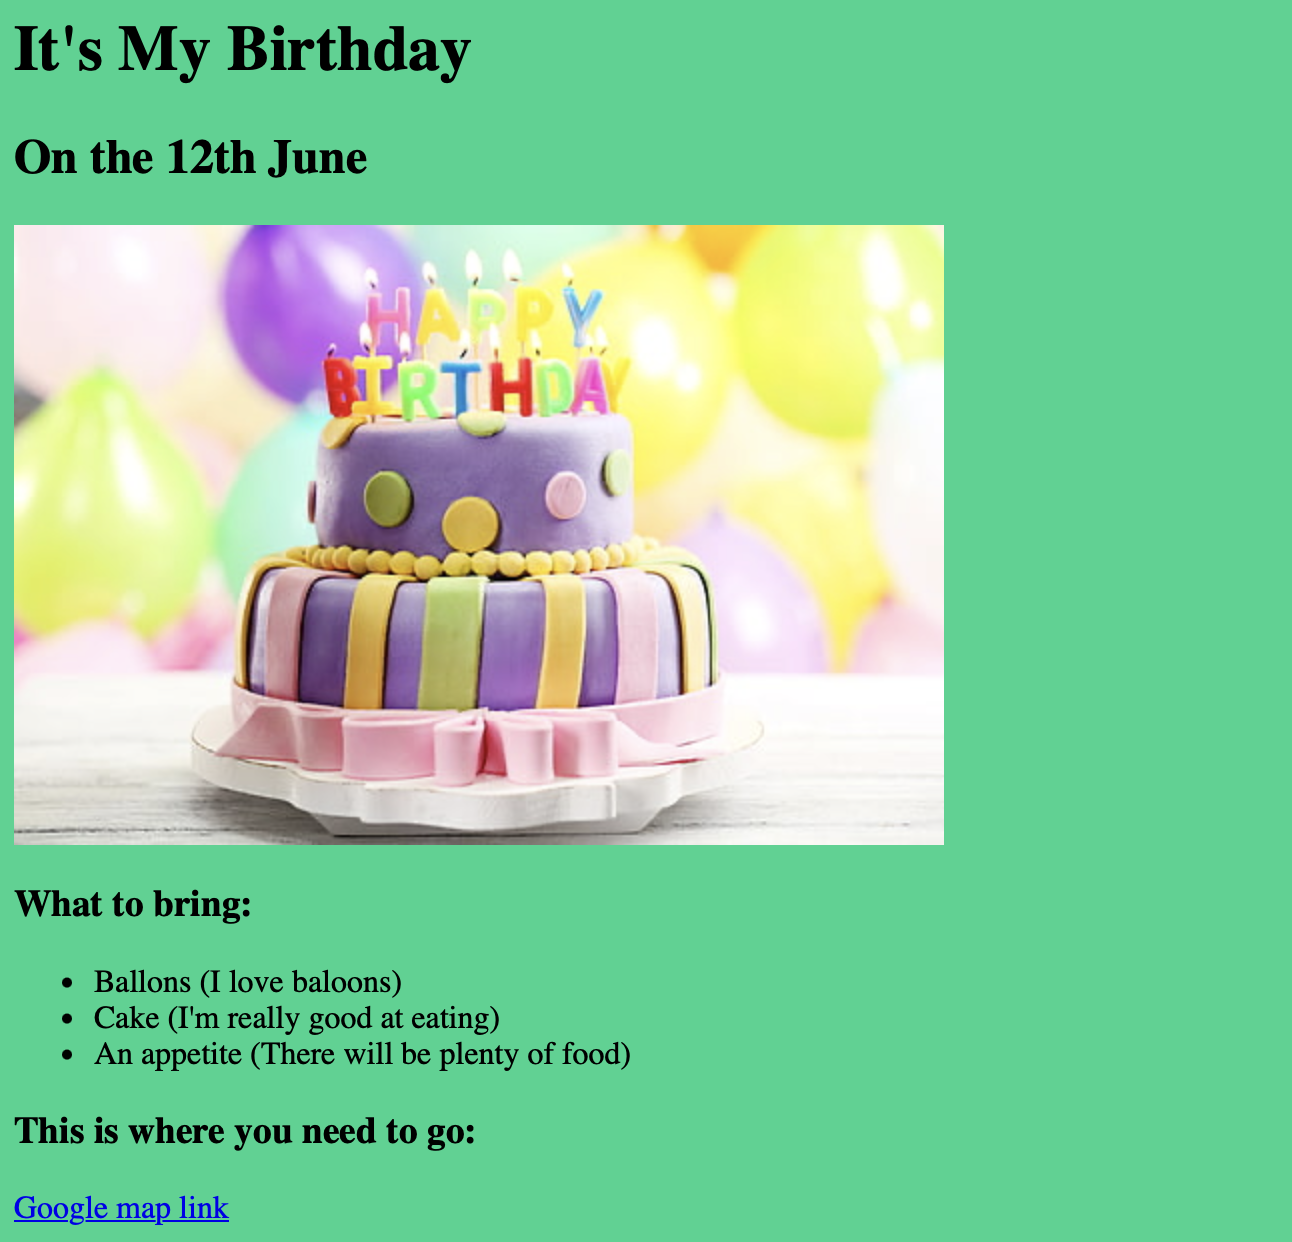 It's My Birthday
On the 12th June
HAPPY
BIRTHDAY
What to bring:
Ballons (I love baloons)
Cake (I'm really good at eating)
An appetite (There will be plenty of food)
This is where you need to go:
Google map link